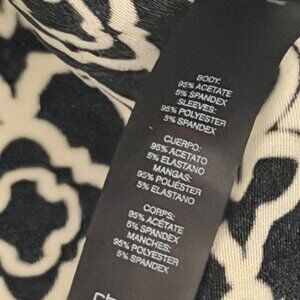 BODY:
95% ACETATE
5% SPANDEX
SLEEVES:
95% POLYESTER
5% SPANDEX
CUERPO:
95% ACETATO
5% ELASTANO
MANGAS:
95% POLIÉSTER
5% ELASTANO
CORPS:
95% ACÉTATE
5% SPANDEX
MANCHES:
95% POLYESTER
5% SPANDEX